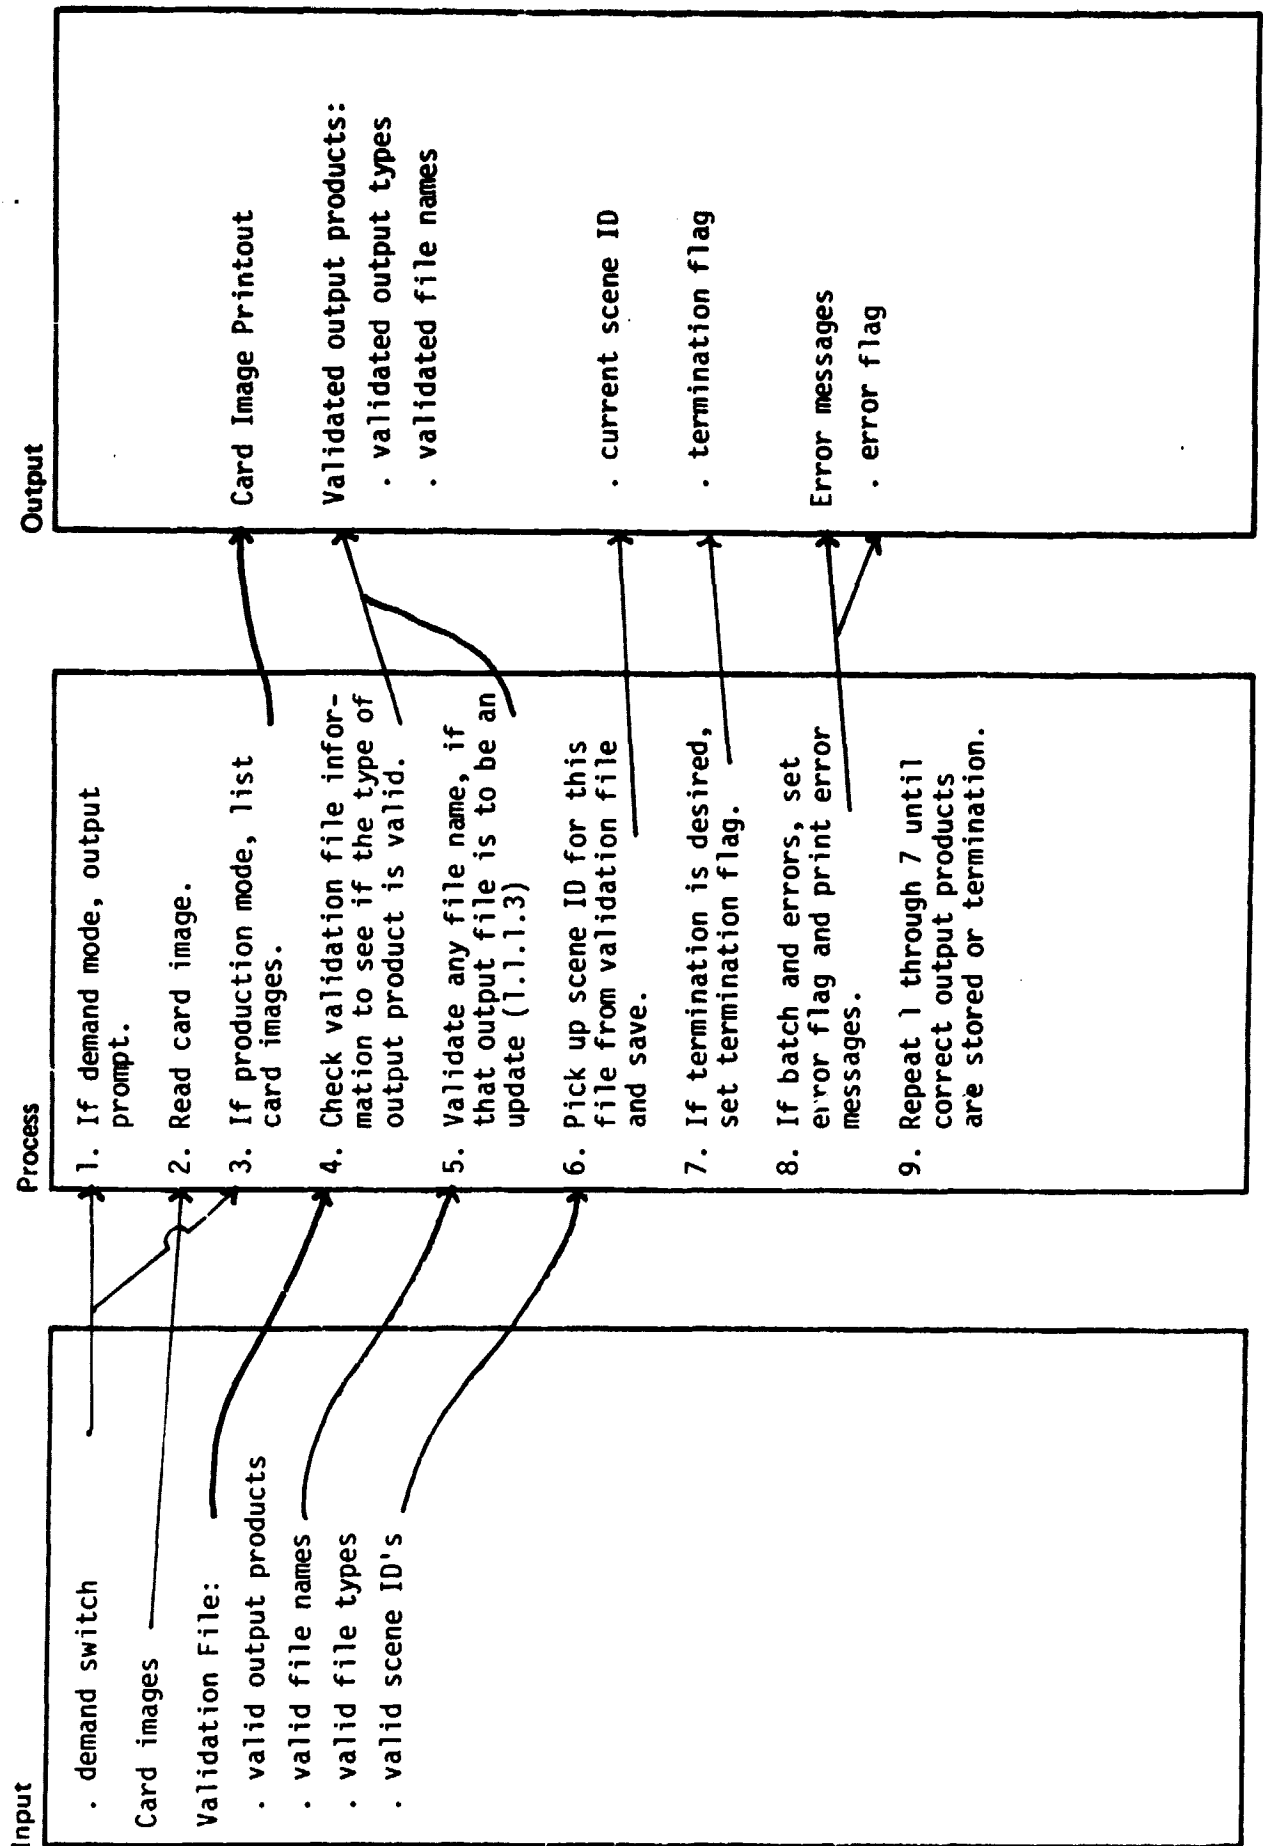 Input
. demand switch
Card images
Validation File:
. valid output products
. valid file names
. valid file types
. valid scene ID's
Process
1. If demand mode, output
prompt.
2. Read card image.
3. If production mode, list
card images.
4. Check validation file infor-
mation to see if the type of
output product is valid.
5. Validate any file name, if
that output file is to be an
update (1.1.1.3)
6. Pick up scene ID for this
file from validation file
and save.
7. If termination is desired,
set termination flag.
8. If batch and errors, set
error flag and print error
messages.
9. Repeat 1 through 7 until
correct output products
are stored or termination.
Output
Card Image Printout
Validated output products:
. validated output types
. validated file names
. current scene ID
. termination flag
Error messages
. error flag